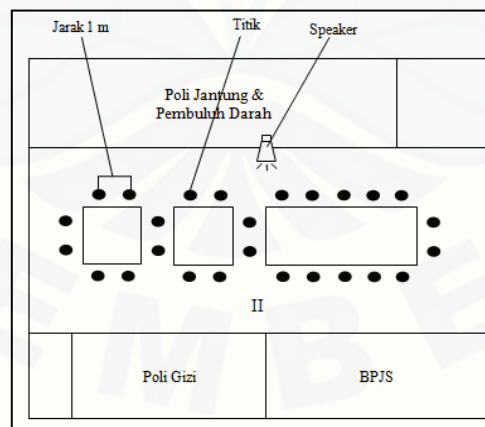 Jarak 1 m
Titik
Speaker
Poli Jantung &
Pembuluh Darah
II
Poli Gizi
BPJS